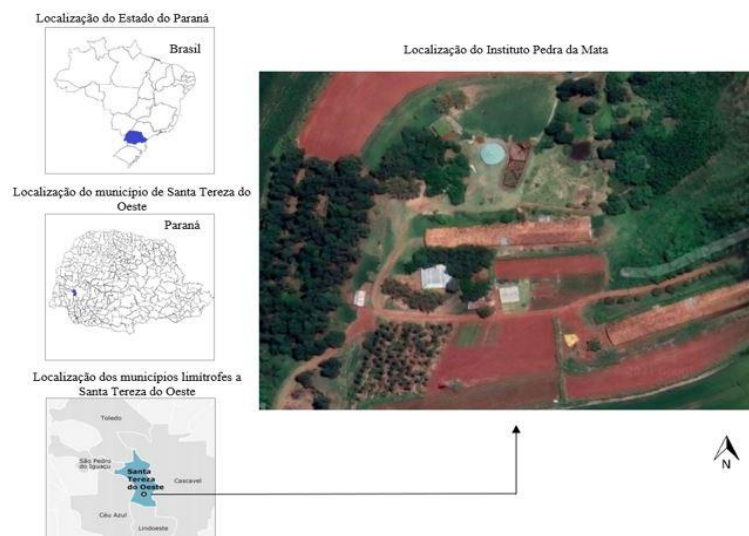 Localização do Estado do Paraná
Brasil
Localização do município de Santa Tereza do
Oeste
Paraná
Localização dos municípios limítrofes a
Santa Tereza do Oeste
Toledo
São Pedro
do Iguaçu
Santa
Tereza
do Oeste
Cascavel
Céu Azul
Lindoeste
Localização do Instituto Pedra da Mata
N